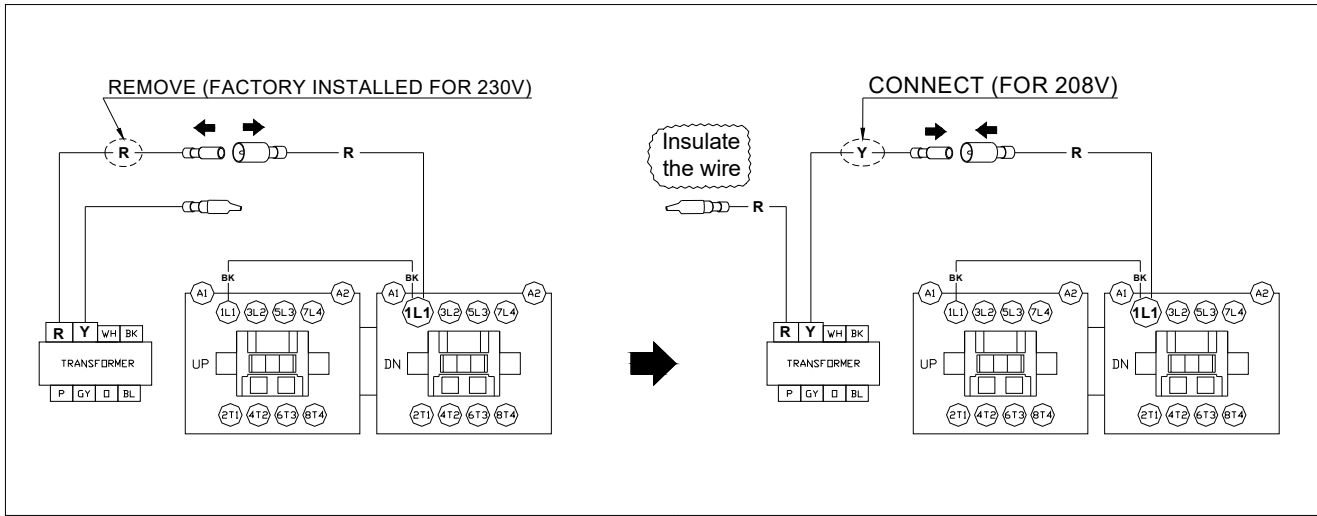 REMOVE (FACTORY INSTALLED FOR 230V)
R
R
BK
BK
A1
A2
A1
A2
1L1
3L2
5L3
7L4
1L1
3L2
5L3
7L4
R
Y
WH
BK
TRANSFORMER
UP
DN
P
GY
O
BL
2T1
4T2
6T3
8T4
2T1
4T2
6T3
8T4
CONNECT (FOR 208V)
Insulate
the wire
Y
R
R
BK
BK
A1
A2
A1
A2
1L1
3L2
5L3
7L4
1L1
3L2
5L3
7L4
R
Y
WH
BK
TRANSFORMER
UP
DN
P
GY
O
BL
2T1
4T2
6T3
8T4
2T1
4T2
6T3
8T4